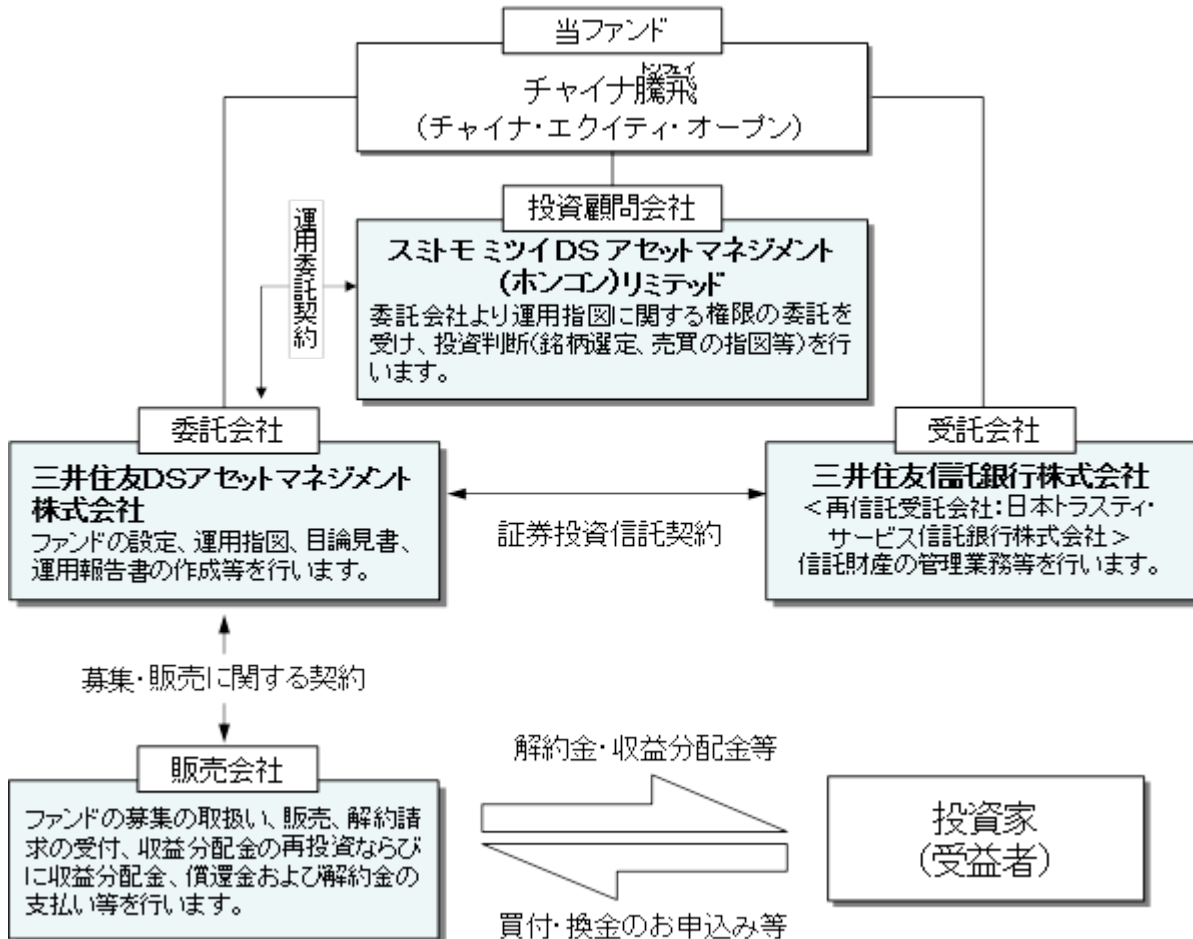 当ファンド
トンフェイ
チャイナ騰飛
(チャイナ・エクイティ・オープン)
投資顧問会社
スミトモ ミツイ DS アセットマネジメント
(ホンコン)リミテッド
委託会社より運用指図に関する権限の委託を
受け、投資判断(銘柄選定、売買の指図等)を行
います。
運用委託契約
委託会社
三井住友DSアセットマネジメント
株式会社
ファンドの設定、運用指図、目論見書、
運用報告書の作成等を行います。
証券投資信託契約
受託会社
三井住友信託銀行株式会社
<再信託受託会社:日本トラスティ・
サービス信託銀行株式会社>
信託財産の管理業務等を行います。
募集・販売に関する契約
販売会社
ファンドの募集の取扱い、販売、解約請
求の受付、収益分配金の再投資ならび
に収益分配金、償還金および解約金の
支払い等を行います。
解約金・収益分配金等
買付・換金のお申込み等
投資家
(受益者)